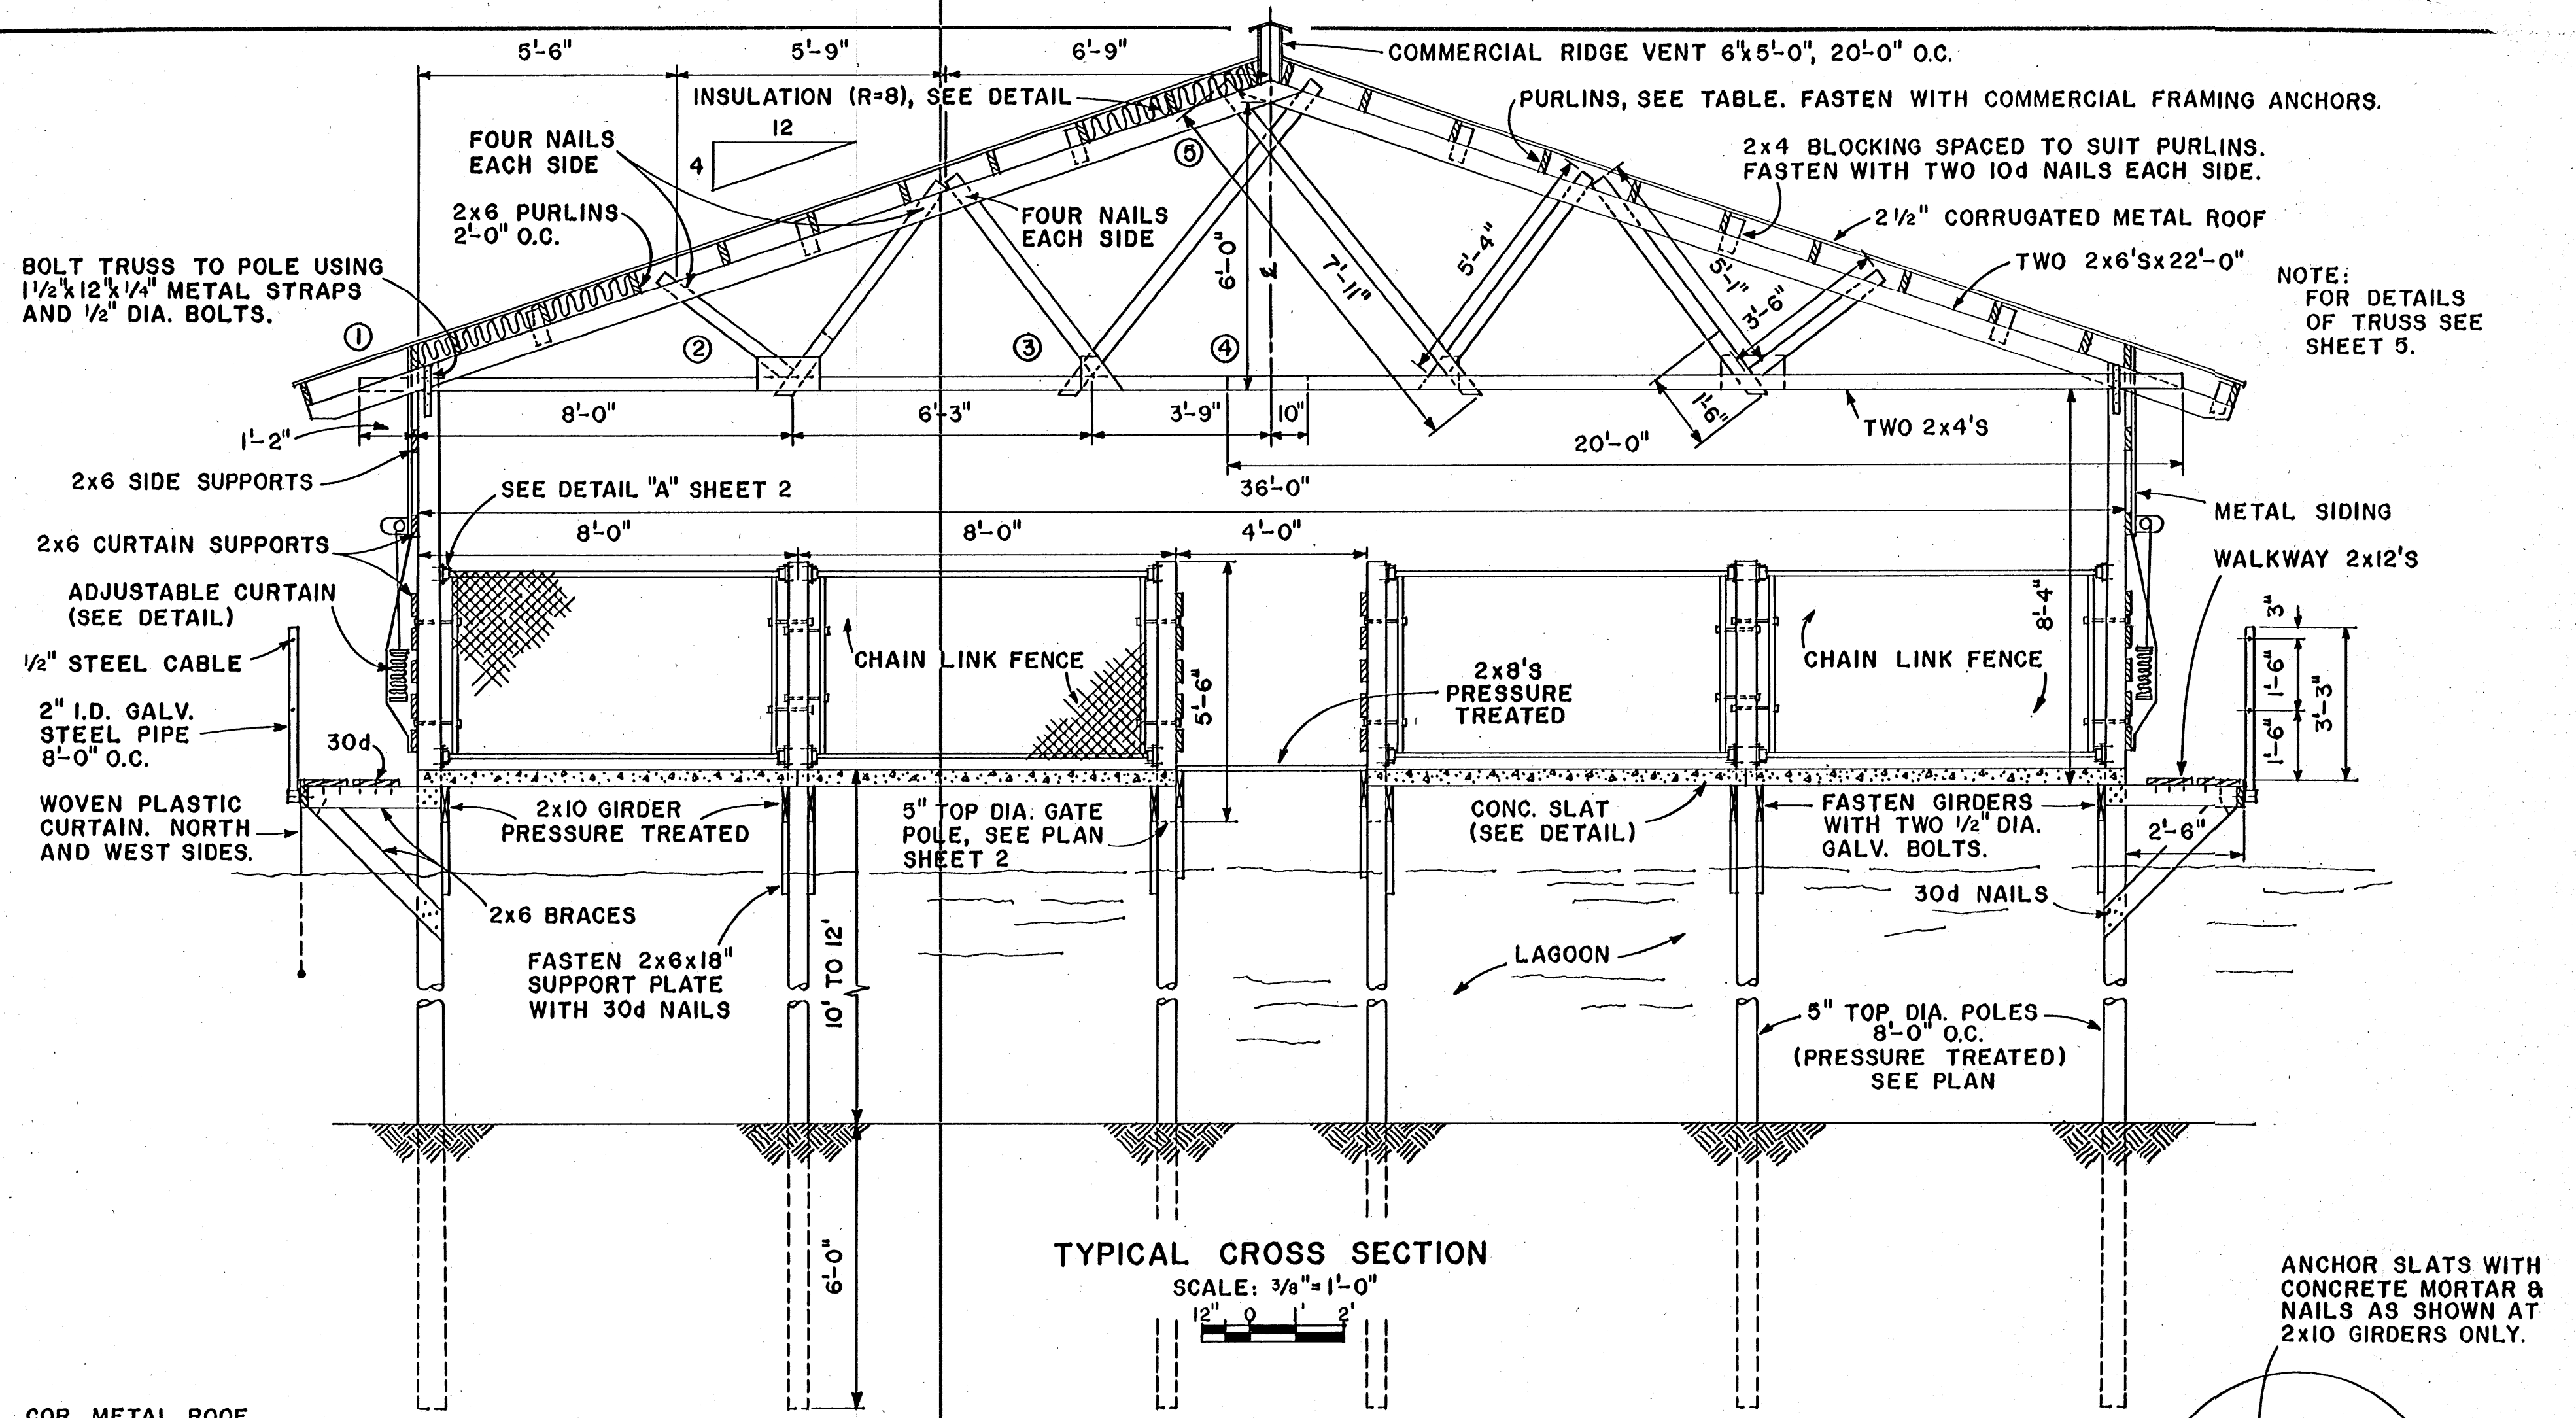 5'-6"
5'-9"
6'-9"
COMMERCIAL RIDGE VENT 6"x5'-0", 20'-0" O.C.
INSULATION (R=8), SEE DETAIL
PURLINS, SEE TABLE. FASTEN WITH COMMERCIAL FRAMING ANCHORS.
12
4
FOUR NAILS
EACH SIDE
5
2x4 BLOCKING SPACED TO SUIT PURLINS.
FASTEN WITH TWO 10d NAILS EACH SIDE.
2x6 PURLINS
2'-0" O.C.
FOUR NAILS
EACH SIDE
2 1/2" CORRUGATED METAL ROOF
BOLT TRUSS TO POLE USING
1 1/2"x12"x1/4" METAL STRAPS
AND 1/2" DIA. BOLTS.
6'-0"
℄
7'-11"
5'-4"
5'-1"
3'-6"
TWO 2x6'S x 22'-0"
NOTE:
FOR DETAILS
OF TRUSS SEE
SHEET 5.
1
2
3
4
1'-2"
8'-0"
6'-3"
3'-9"
10"
1'-6"
TWO 2x4'S
20'-0"
2x6 SIDE SUPPORTS
SEE DETAIL "A" SHEET 2
36'-0"
METAL SIDING
2x6 CURTAIN SUPPORTS
8'-0"
8'-0"
4'-0"
WALKWAY 2x12'S
ADJUSTABLE CURTAIN
(SEE DETAIL)
8'-4"
3"
1/2" STEEL CABLE
CHAIN LINK FENCE
5'-6"
2x8'S
PRESSURE
TREATED
CHAIN LINK FENCE
1'-6"
3'-3"
1'-6"
2" I.D. GALV.
STEEL PIPE
8'-0" O.C.
30d
WOVEN PLASTIC
CURTAIN. NORTH
AND WEST SIDES.
2x10 GIRDER
PRESSURE TREATED
5" TOP DIA. GATE
POLE, SEE PLAN
SHEET 2
CONC. SLAT
(SEE DETAIL)
FASTEN GIRDERS
WITH TWO 1/2" DIA.
GALV. BOLTS.
2'-6"
2x6 BRACES
30d NAILS
FASTEN 2x6x18"
SUPPORT PLATE
WITH 30d NAILS
10' TO 12'
LAGOON
5" TOP DIA. POLES
8'-0" O.C.
(PRESSURE TREATED)
SEE PLAN
6'-0"
TYPICAL CROSS SECTION
SCALE: 3/8"=1'-0"
12" 0 1' 2'
ANCHOR SLATS WITH
CONCRETE MORTAR &
NAILS AS SHOWN AT
2x10 GIRDERS ONLY.
COR. METAL ROOF